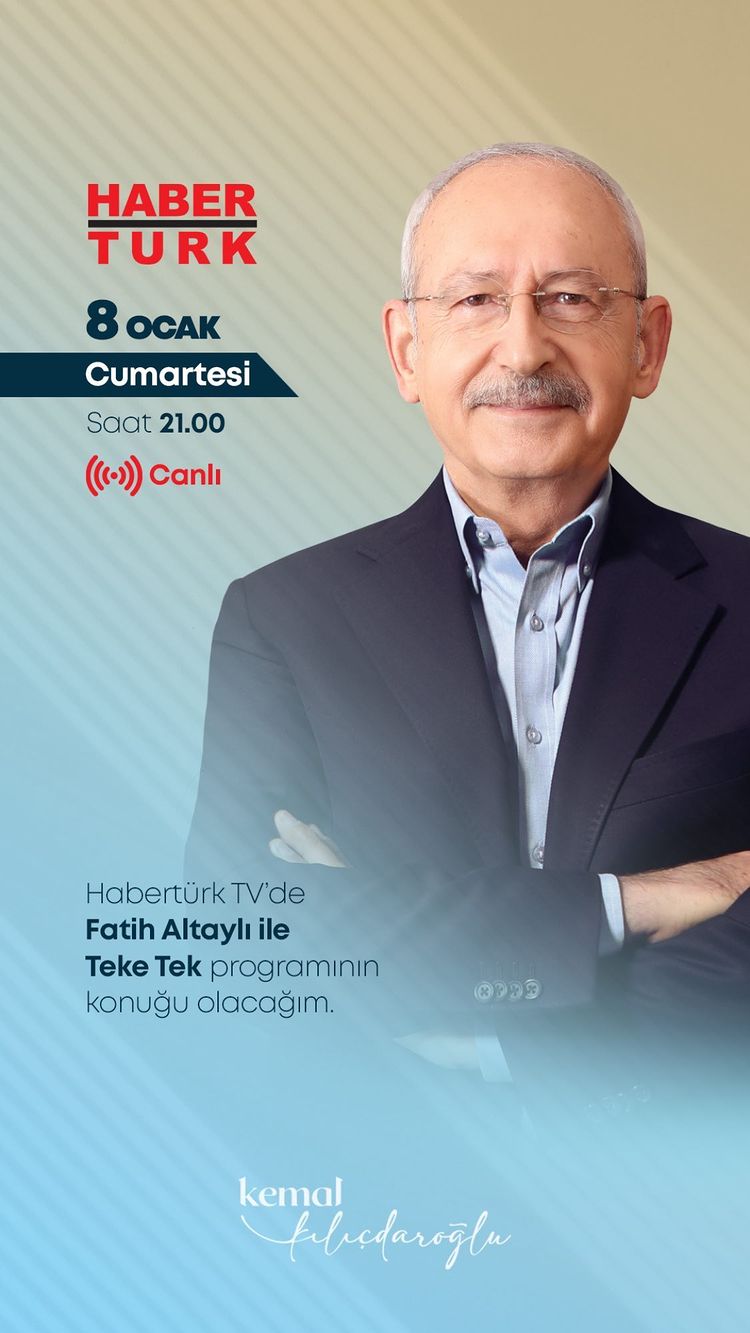 HABER
TURK
8 OCAK
Cumartesi
Saat 21.00
Canlı
Habertürk TV'de
Fatih Altaylı ile
Teke Tek programının
konuğu olacağım.
kemal
kılıçdaroğlu